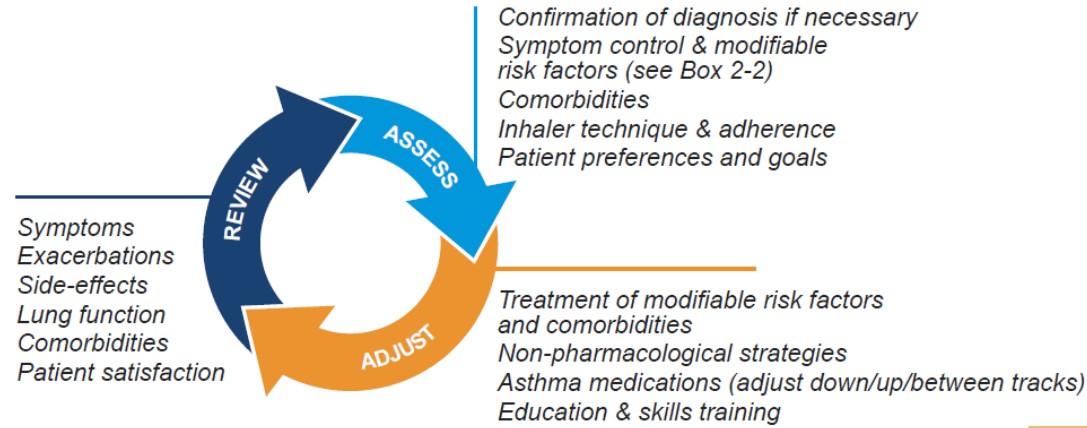 Confirmation of diagnosis if necessary
Symptom control & modifiable
risk factors (see Box 2-2)
Comorbidities
Inhaler technique & adherence
Patient preferences and goals
ASSESS
REVIEW
ADJUST
Symptoms
Exacerbations
Side-effects
Lung function
Comorbidities
Patient satisfaction
Treatment of modifiable risk factors
and comorbidities
Non-pharmacological strategies
Asthma medications (adjust down/up/between tracks)
Education & skills training